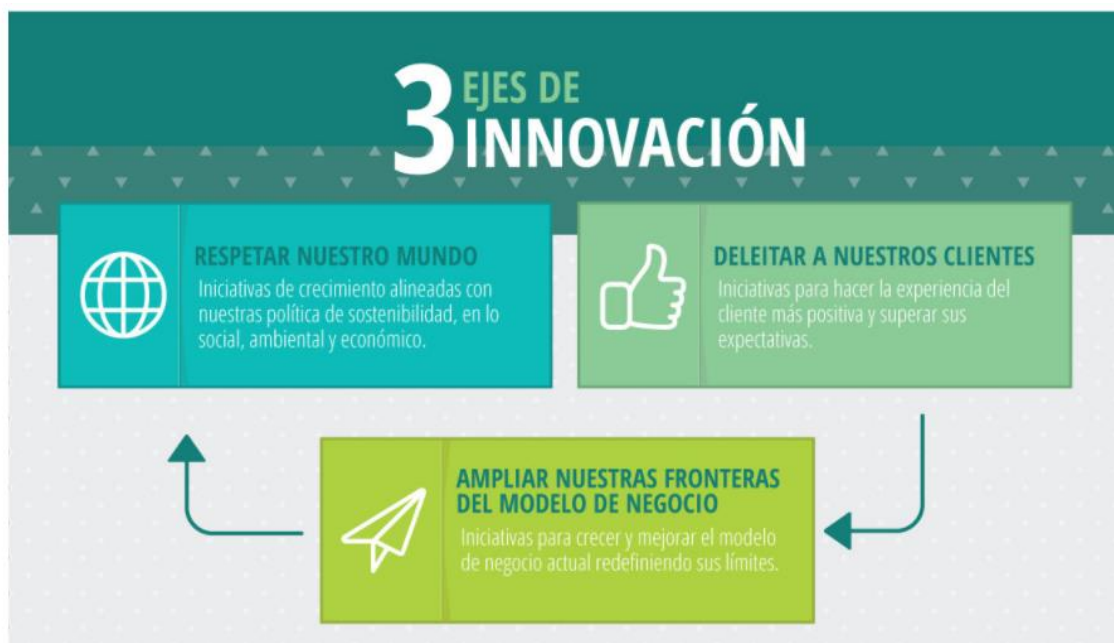 3 EJES DE
INNOVACIÓN
RESPETAR NUESTRO MUNDO
Iniciativas de crecimiento alineadas con
nuestras política de sostenibilidad, en lo
social, ambiental y económico.
DELEITAR A NUESTROS CLIENTES
Iniciativas para hacer la experiencia del
cliente más positiva y superar sus
expectativas.
AMPLIAR NUESTRAS FRONTERAS
DEL MODELO DE NEGOCIO
Iniciativas para crecer y mejorar el modelo
de negocio actual redefiniendo sus límites.